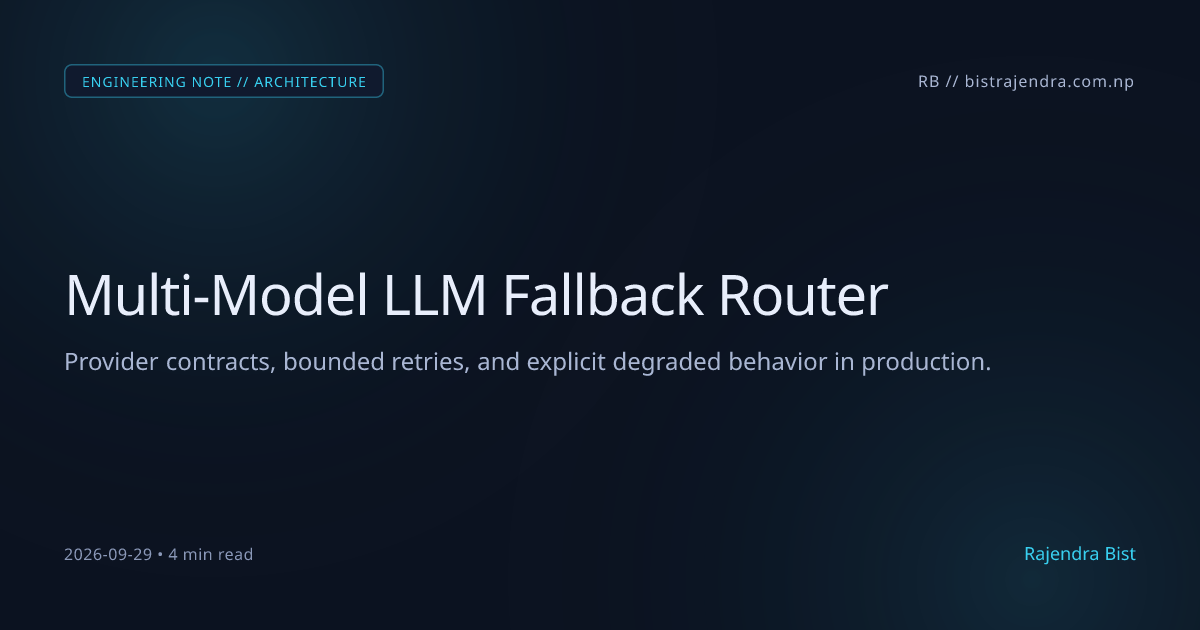 ENGINEERING NOTE // ARCHITECTURE
RB // bistrajendra.com.np
Multi-Model LLM Fallback Router
Provider contracts, bounded retries, and explicit degraded behavior in production.
2026-09-29 • 4 min read
Rajendra Bist